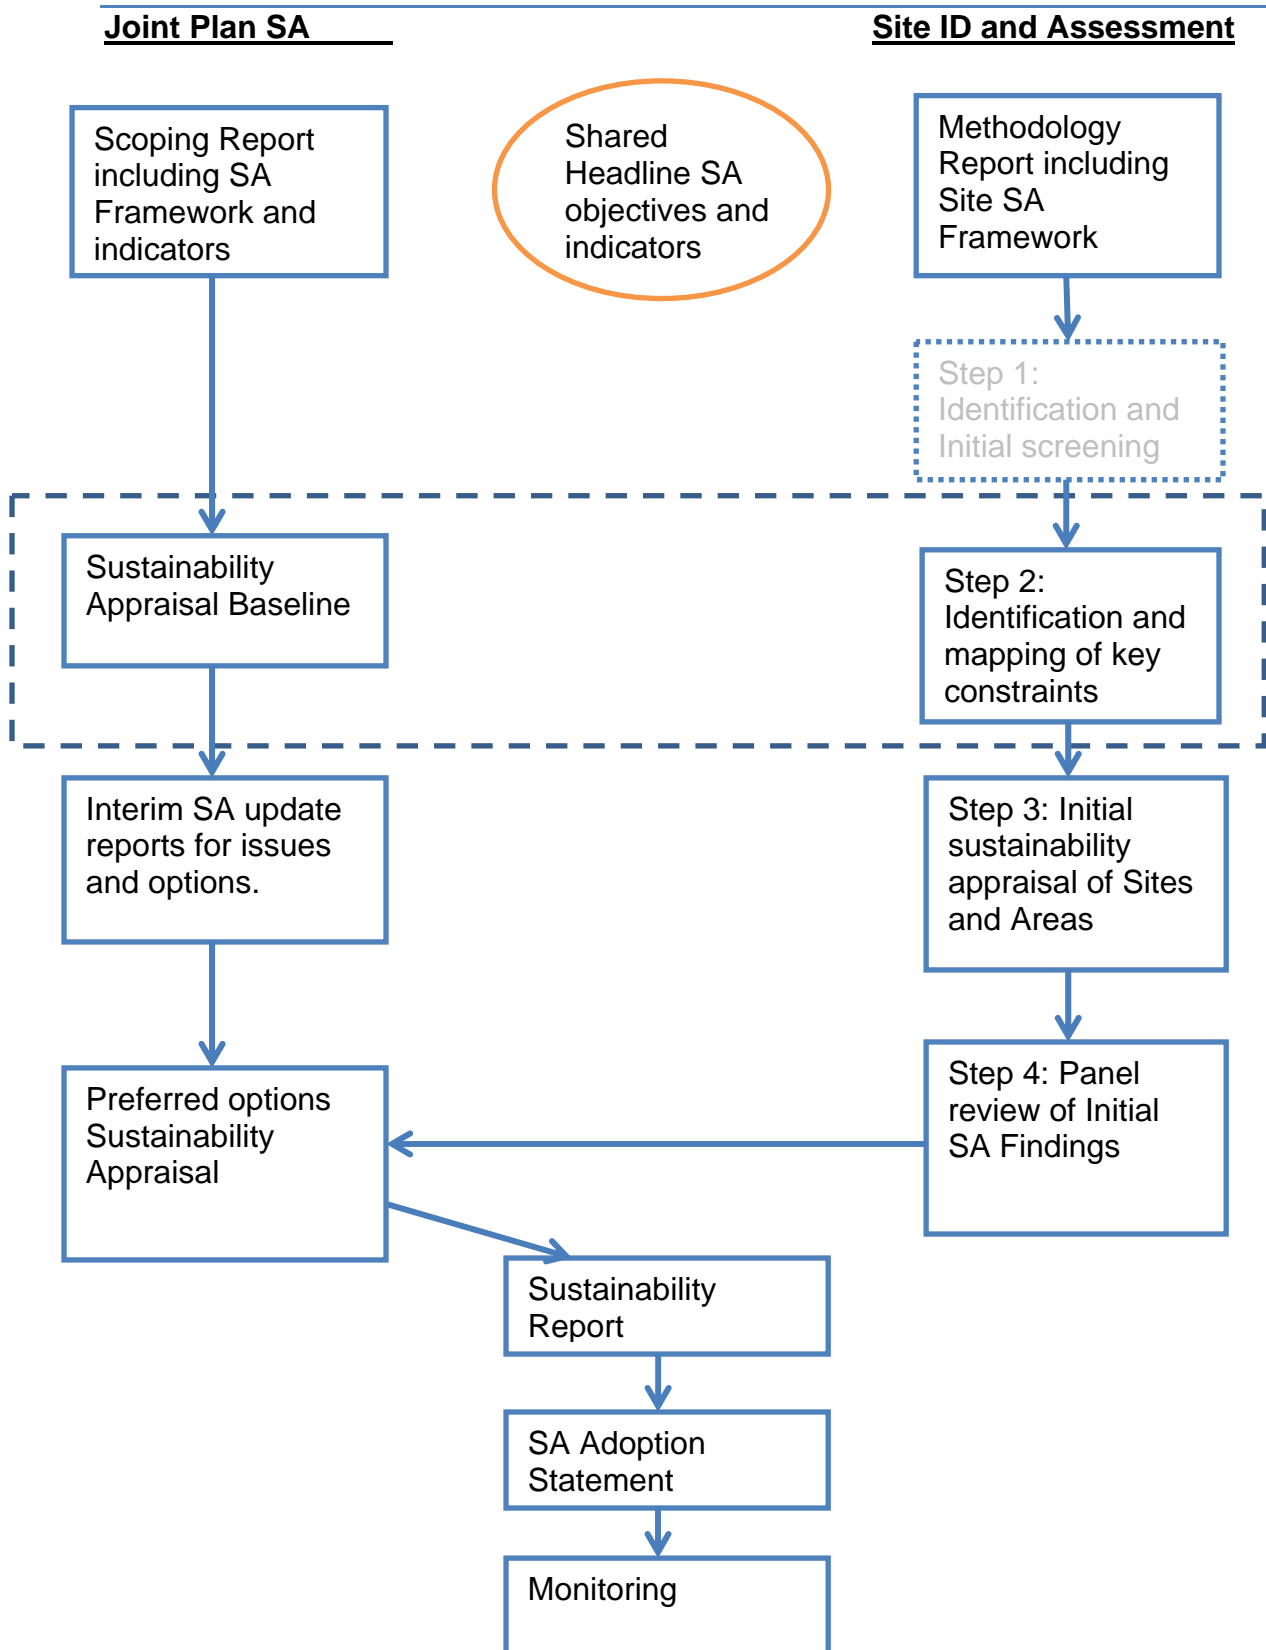 Joint Plan SA
Site ID and Assessment
Scoping Report
including SA
Framework and
indicators
Shared
Headline SA
objectives and
indicators
Methodology
Report including
Site SA
Framework
Step 1:
Identification and
Initial screening
Sustainability
Appraisal Baseline
Step 2:
Identification and
mapping of key
constraints
Interim SA update
reports for issues
and options.
Step 3: Initial
sustainability
appraisal of Sites
and Areas
Preferred options
Sustainability
Appraisal
Step 4: Panel
review of Initial
SA Findings
Sustainability
Report
SA Adoption
Statement
Monitoring